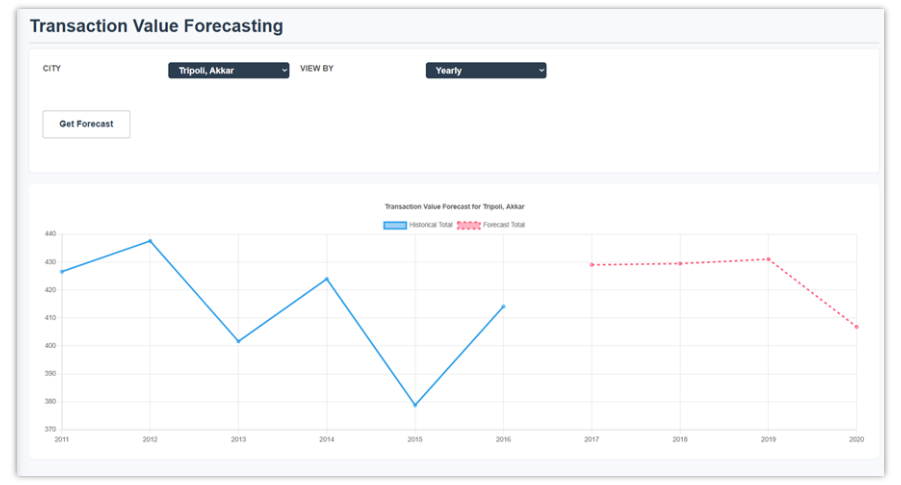 Transaction Value Forecasting
CITY Tripoli, Akkar VIEW BY Yearly
Get Forecast
Transaction Value Forecast for Tripoli, Akkar
Historical Total Forecast Total
440
430
420
410
400
390
380
370
2011 2012 2013 2014 2015 2016 2017 2018 2019 2020